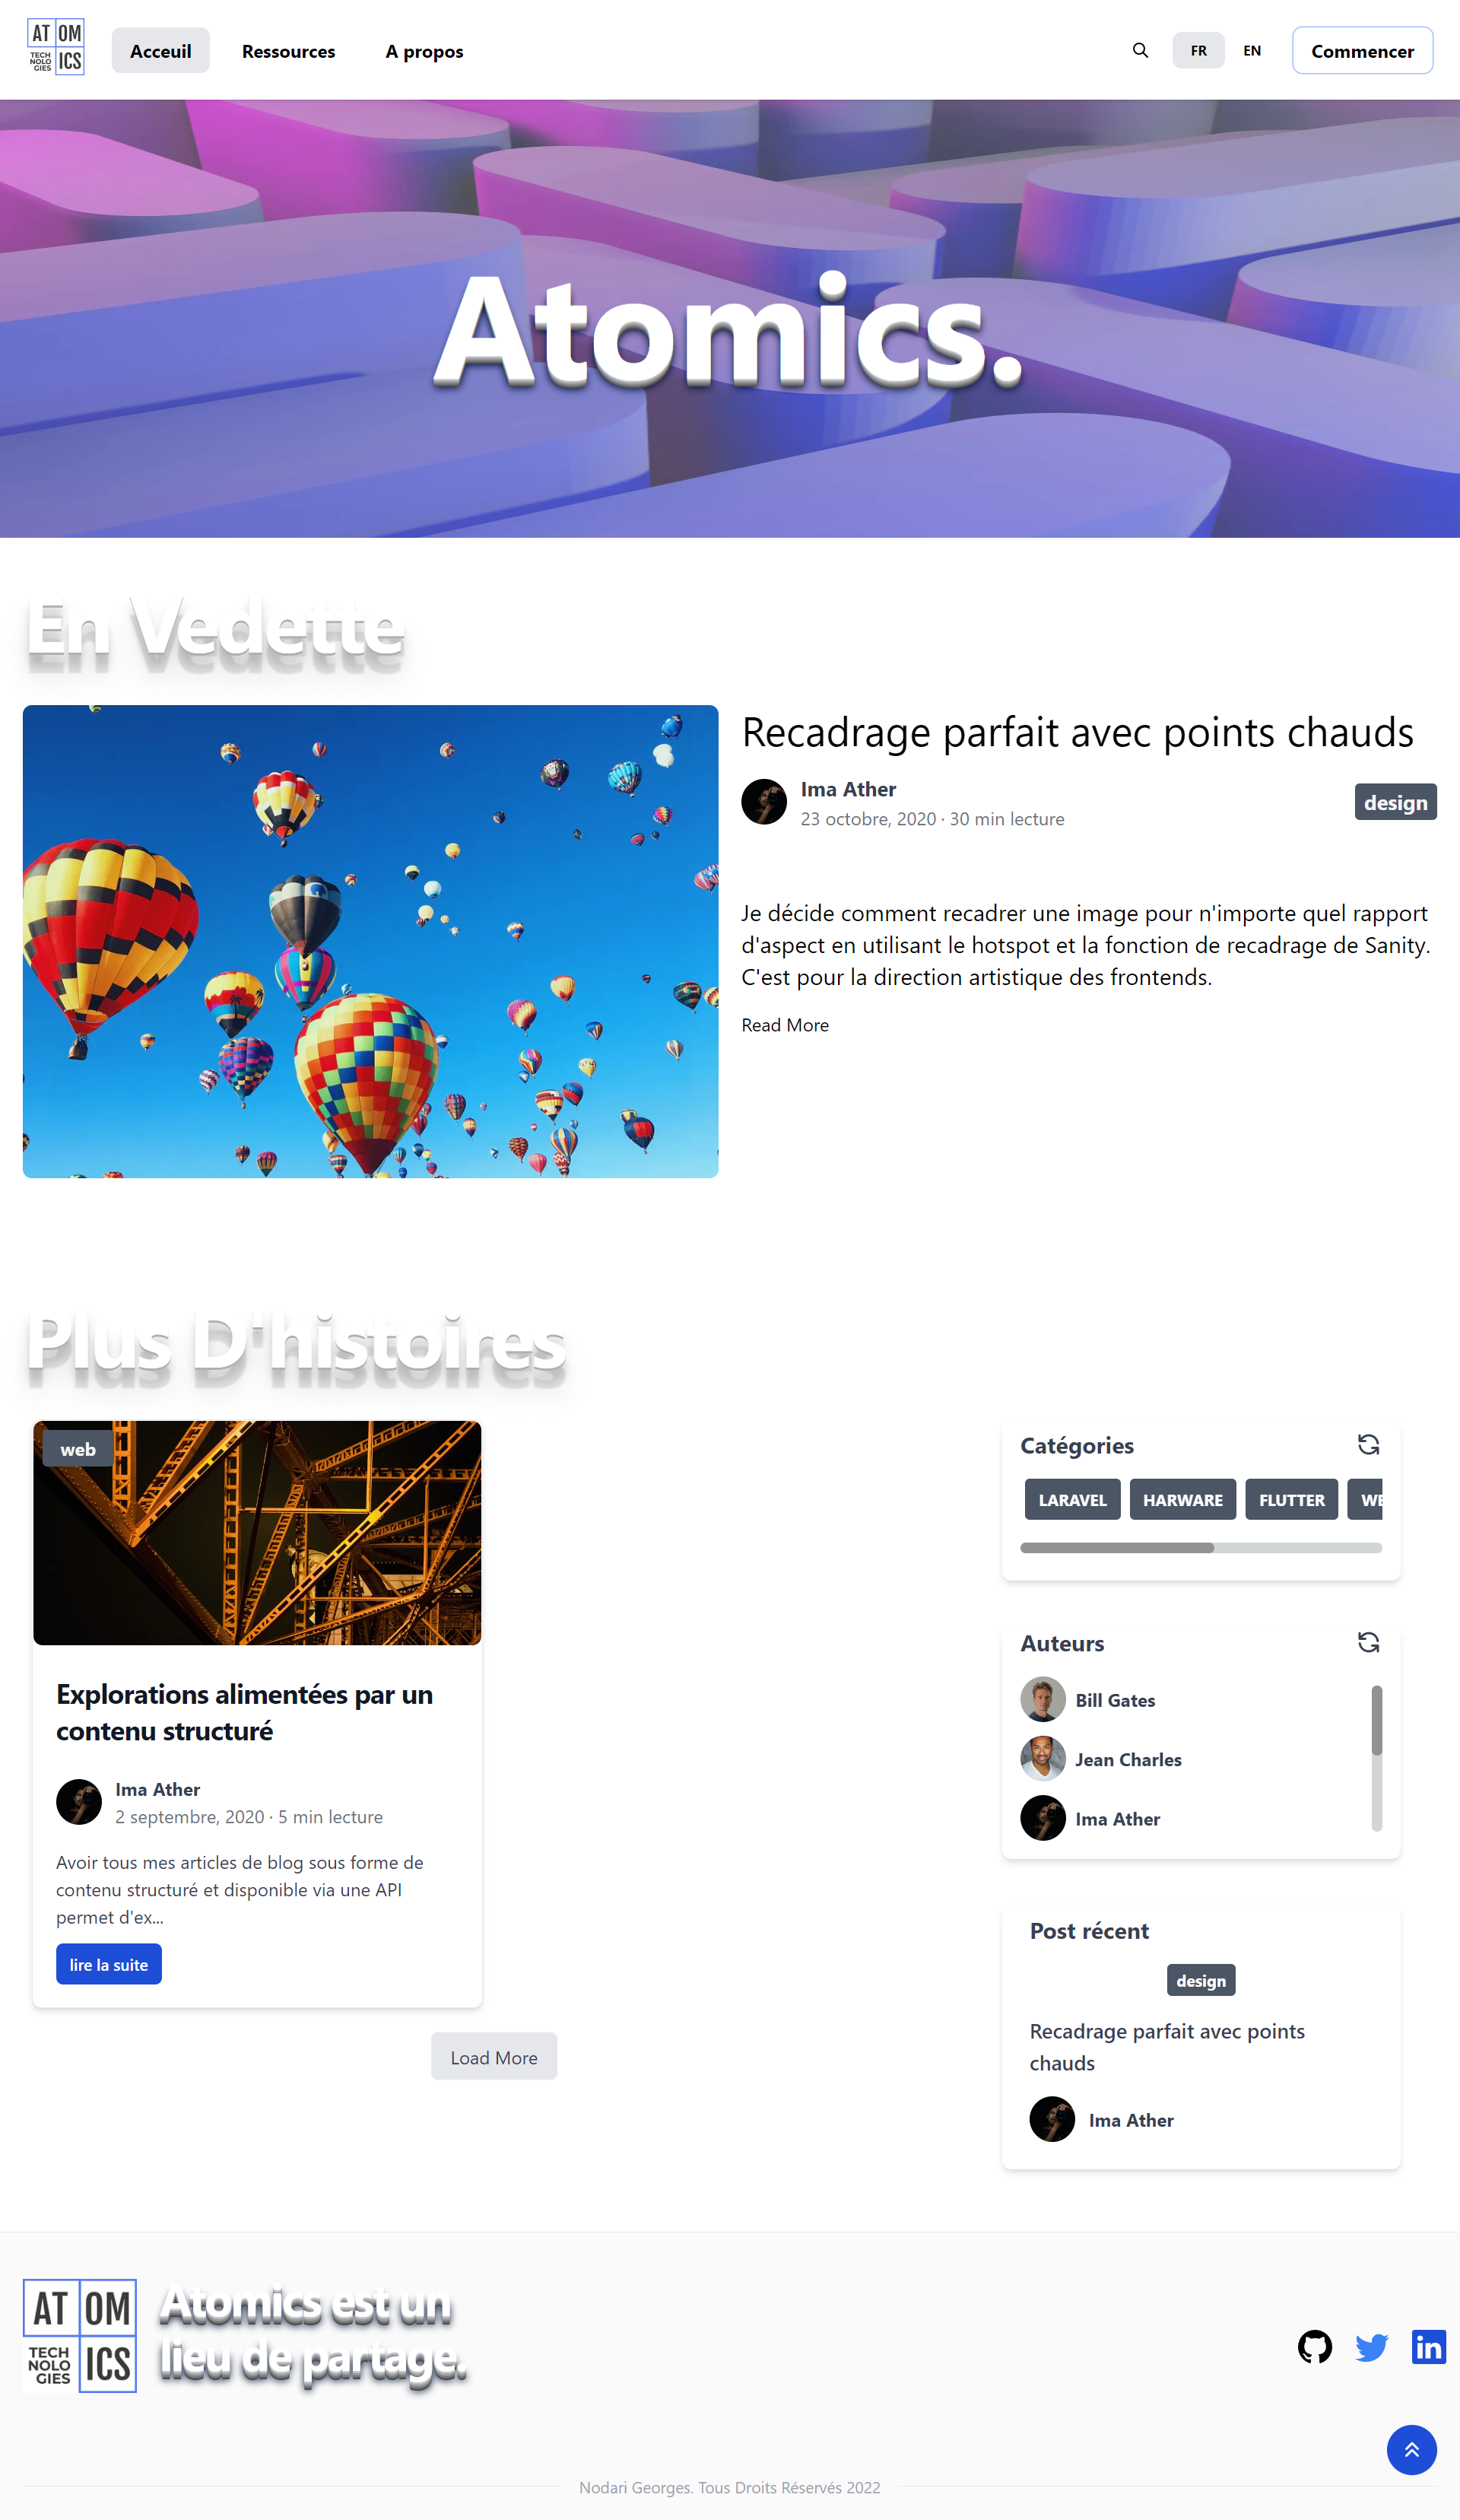 AT OM
TECH
NOLO
GIES
ICS
Acceuil
Ressources
A propos
FR
EN
Commencer
Atomics.
En Vedette
Recadrage parfait avec points chauds
Ima Ather
23 octobre, 2020 · 30 min lecture
design
Je décide comment recadrer une image pour n'importe quel rapport
d'aspect en utilisant le hotspot et la fonction de recadrage de Sanity.
C'est pour la direction artistique des frontends.
Read More
Plus D'histoires
web
Explorations alimentées par un
contenu structuré
Ima Ather
2 septembre, 2020 · 5 min lecture
Avoir tous mes articles de blog sous forme de
contenu structuré et disponible via une API
permet d'ex...
lire la suite
Load More
Catégories
LARAVEL
HARWARE
FLUTTER
WE
Auteurs
Bill Gates
Jean Charles
Ima Ather
Post récent
design
Recadrage parfait avec points
chauds
Ima Ather
AT OM
TECH
NOLO
GIES
ICS
Atomics est un
lieu de partage.
in
Nodari Georges. Tous Droits Réservés 2022